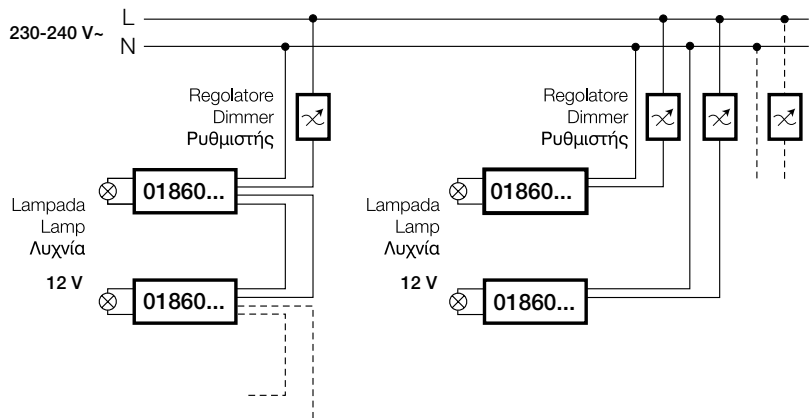 L
230-240 V~
N
Regolatore
Dimmer
Ρυθμιστής
01860...
Lampada
Lamp
Λυχνία
12 V
01860...
Regolatore
Dimmer
Ρυθμιστής
01860...
Lampada
Lamp
Λυχνία
12 V
01860...